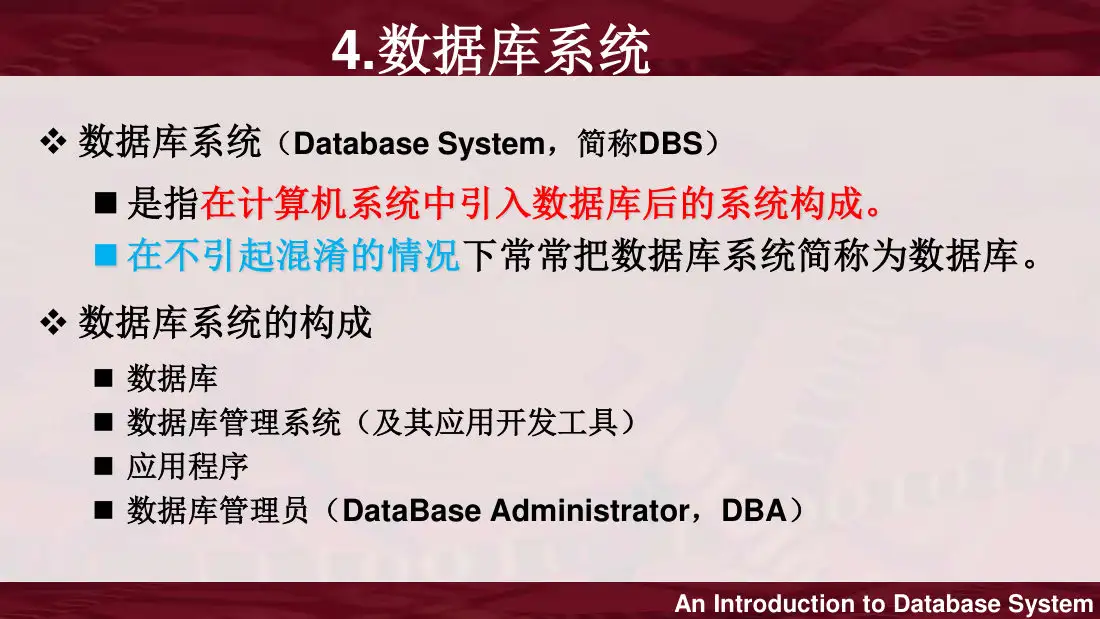 4.数据库系统
数据库系统（Database System，简称DBS）
是指在计算机系统中引入数据库后的系统构成。
在不引起混淆的情况下常常把数据库系统简称为数据库。
数据库系统的构成
数据库
数据库管理系统（及其应用开发工具）
应用程序
数据库管理员（DataBase Administrator，DBA）
An Introduction to Database System